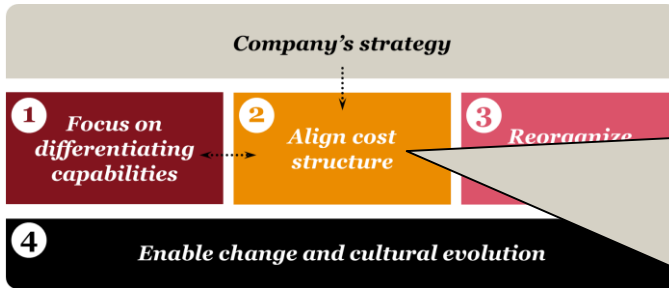 Company’s strategy
1
Focus on
differentiating
capabilities
2
Align cost
structure
3
Reorganize
4
Enable change and cultural evolution